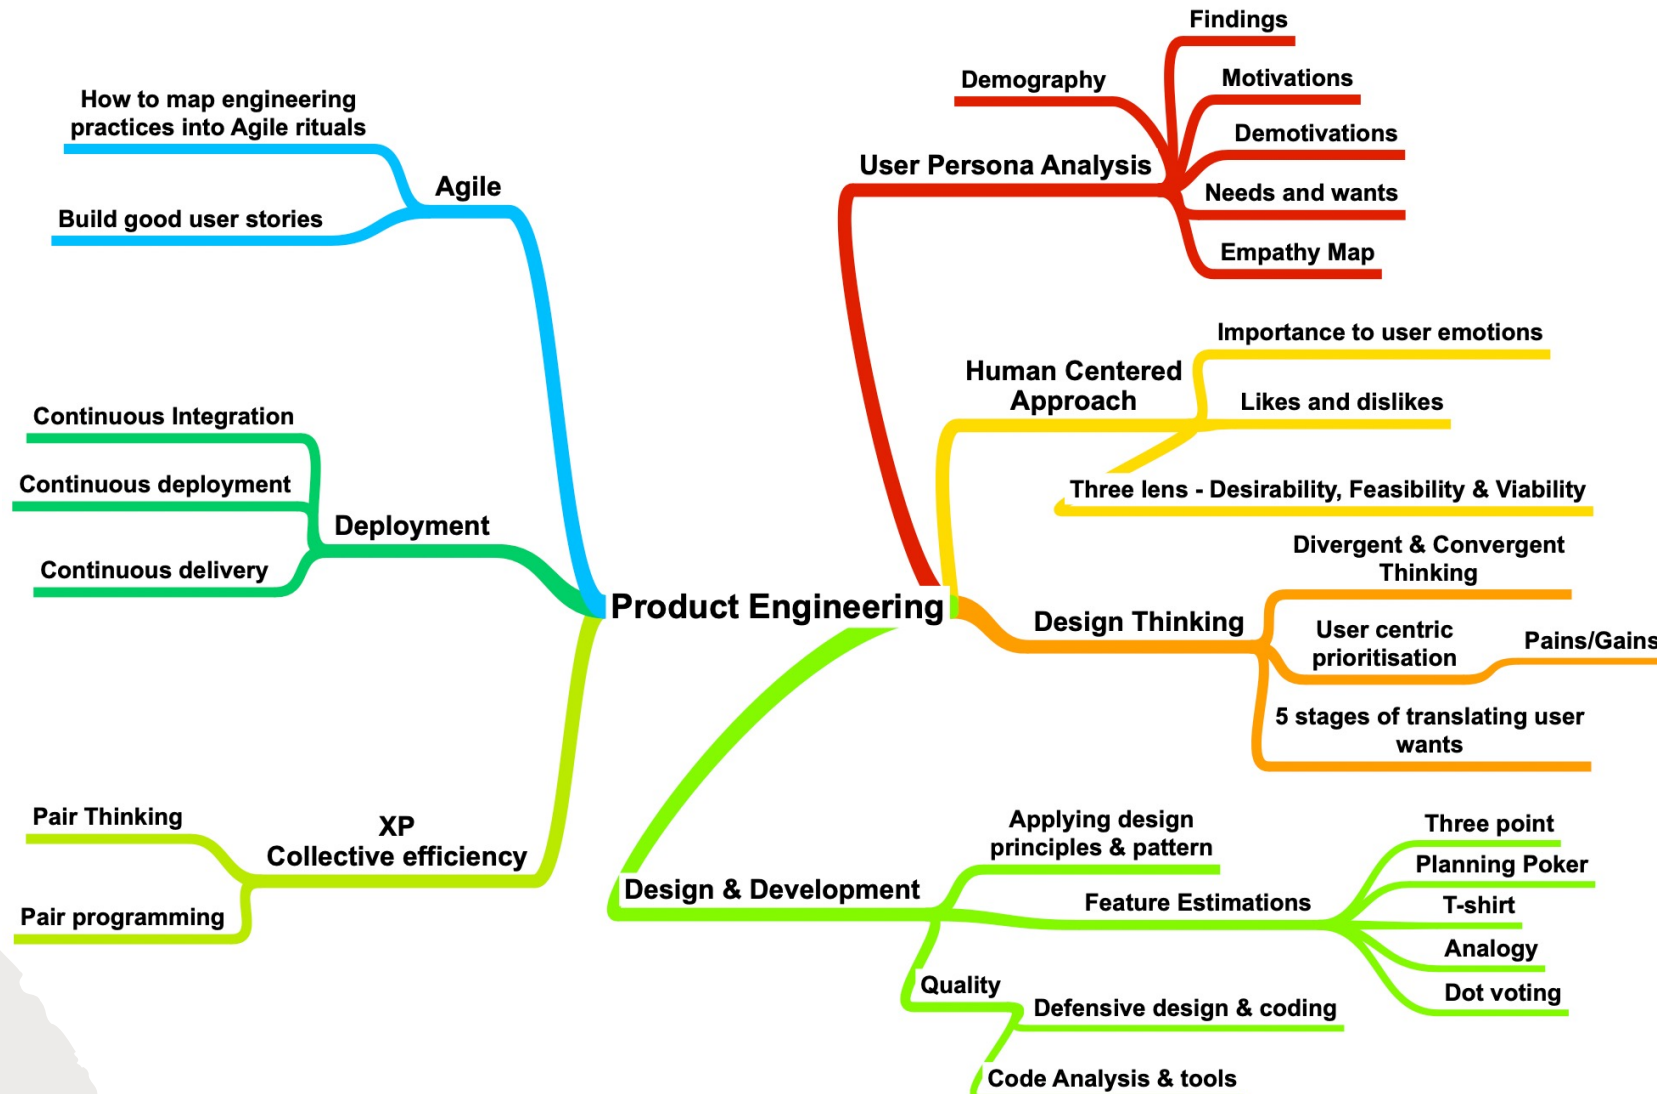 Findings
Demography
Motivations
Demotivations
User Persona Analysis
Needs and wants
Empathy Map
How to map engineering
practices into Agile rituals
Agile
Build good user stories
Importance to user emotions
Human Centered
Approach
Likes and dislikes
Three lens - Desirability, Feasibility & Viability
Continuous Integration
Continuous deployment
Deployment
Continuous delivery
Product Engineering
Divergent & Convergent
Thinking
Design Thinking
User centric
prioritisation
Pains/Gains
5 stages of translating user
wants
Pair Thinking
XP
Collective efficiency
Pair programming
Applying design
principles & pattern
Design & Development
Feature Estimations
Three point
Planning Poker
T-shirt
Analogy
Dot voting
Quality
Defensive design & coding
Code Analysis & tools